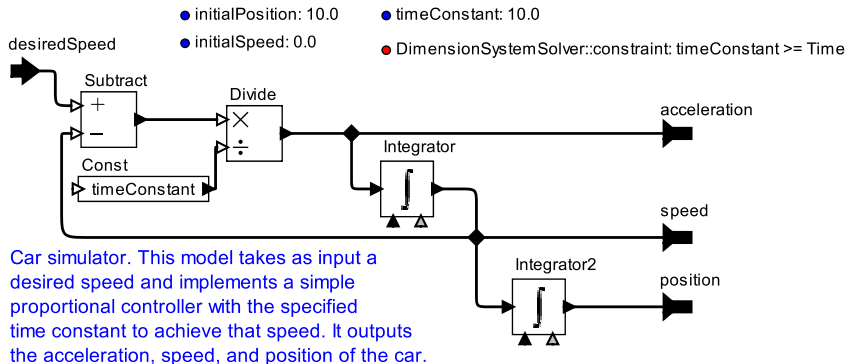 initialPosition: 10.0
timeConstant: 10.0
initialSpeed: 0.0
DimensionSystemSolver::constraint: timeConstant >= Time
desiredSpeed
Subtract
+
−
Divide
×
÷
acceleration
Const
timeConstant
Integrator
∫
speed
Integrator2
∫
position
Car simulator. This model takes as input a
desired speed and implements a simple
proportional controller with the specified
time constant to achieve that speed. It outputs
the acceleration, speed, and position of the car.